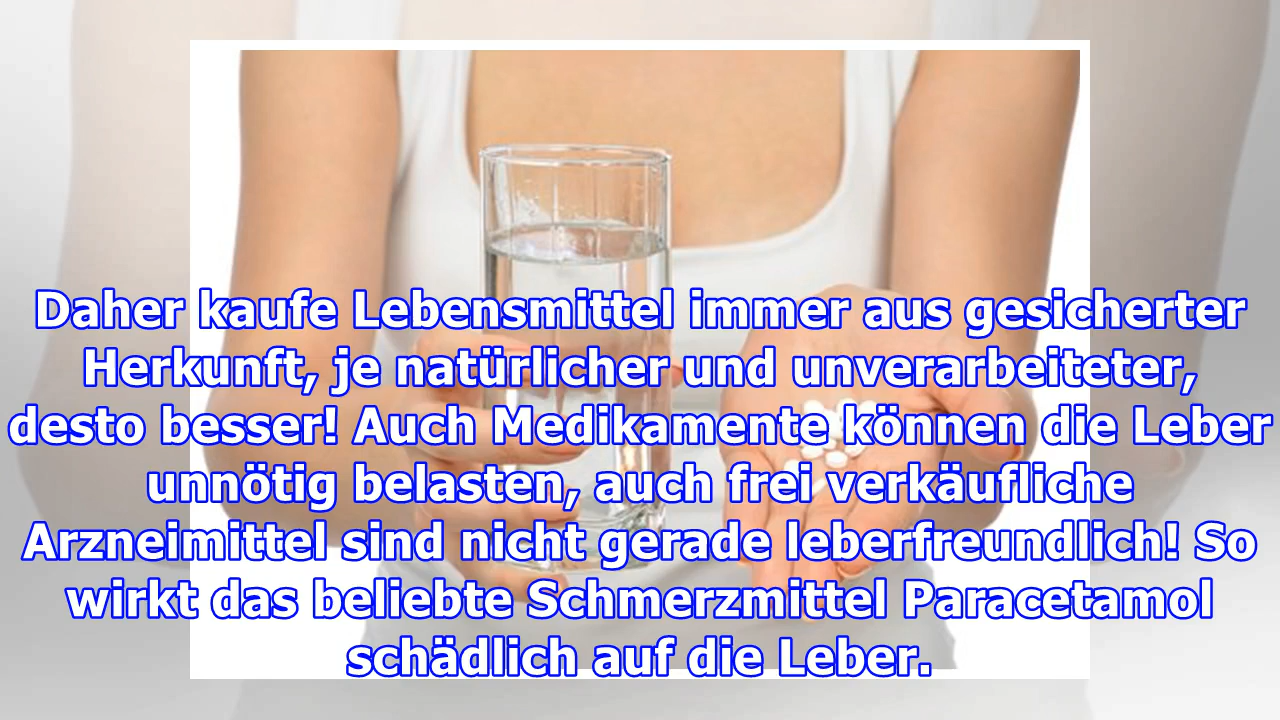 Daher kaufe Lebensmittel immer aus gesicherter
Herkunft, je natürlicher und unverarbeiteter,
desto besser! Auch Medikamente können die Leber
unnötig belasten, auch frei verkäufliche
Arzneimittel sind nicht gerade leberfreundlich! So
wirkt das beliebte Schmerzmittel Paracetamol
schädlich auf die Leber.